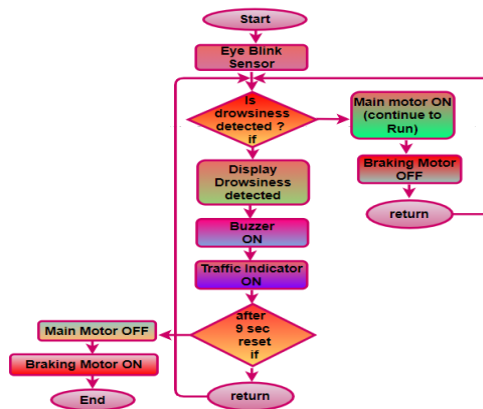 Start
Eye Blink
Sensor
Is
drowsiness
detected ?
if
Main motor ON
(continue to
Run)
Braking Motor
OFF
return
Display
Drowsiness
detected
Buzzer
ON
Traffic Indicator
ON
after
9 sec
reset
if
Main Motor OFF
Braking Motor ON
End
return